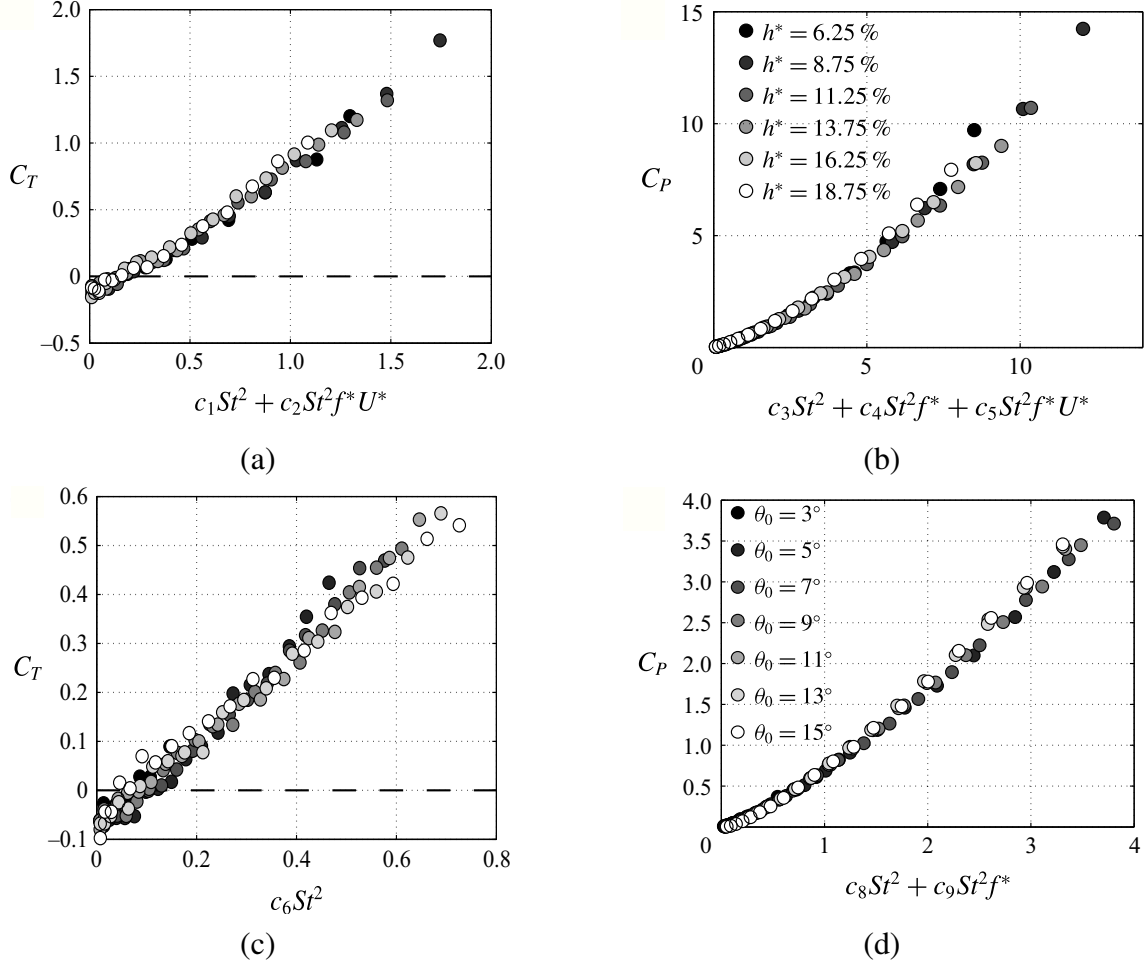 2.0
1.5
1.0
0.5
0
–0.5
C_T
0 0.5 1.0 1.5 2.0
c_1St^2 + c_2St^2f^*U^*
(a)
15
10
5
C_P
h^* = 6.25 %
h^* = 8.75 %
h^* = 11.25 %
h^* = 13.75 %
h^* = 16.25 %
h^* = 18.75 %
0 5 10
c_3St^2 + c_4St^2f^* + c_5St^2f^*U^*
(b)
0.6
0.5
0.4
0.3
0.2
0.1
0
–0.1
C_T
0 0.2 0.4 0.6 0.8
c_6St^2
(c)
4.0
3.5
3.0
2.5
2.0
1.5
1.0
0.5
C_P
θ_0 = 3°
θ_0 = 5°
θ_0 = 7°
θ_0 = 9°
θ_0 = 11°
θ_0 = 13°
θ_0 = 15°
0 1 2 3 4
c_8St^2 + c_9St^2f^*
(d)